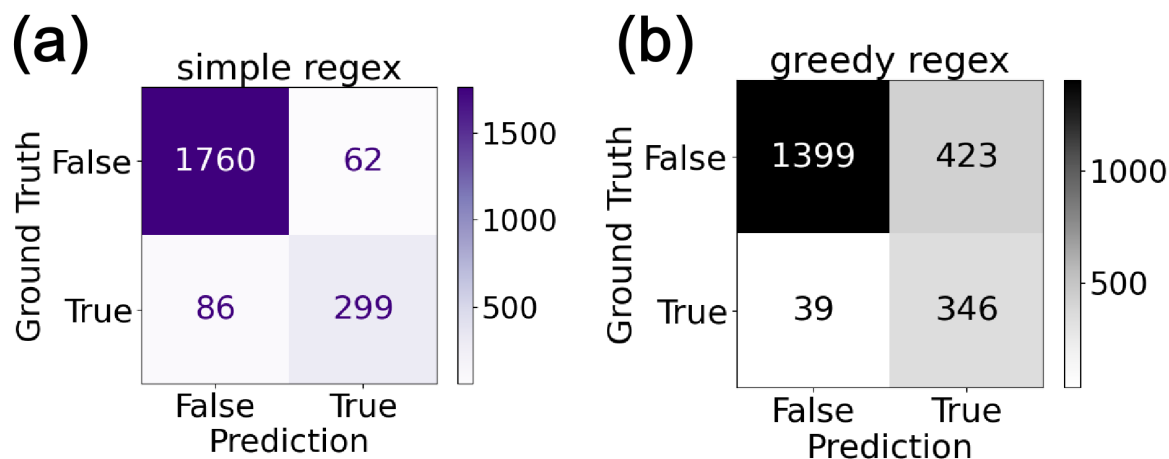 (a)
simple regex
Ground Truth
False
True
1760 62
86 299
False True
Prediction
1500
1000
500
(b)
greedy regex
Ground Truth
False
True
1399 423
39 346
False True
Prediction
1000
500